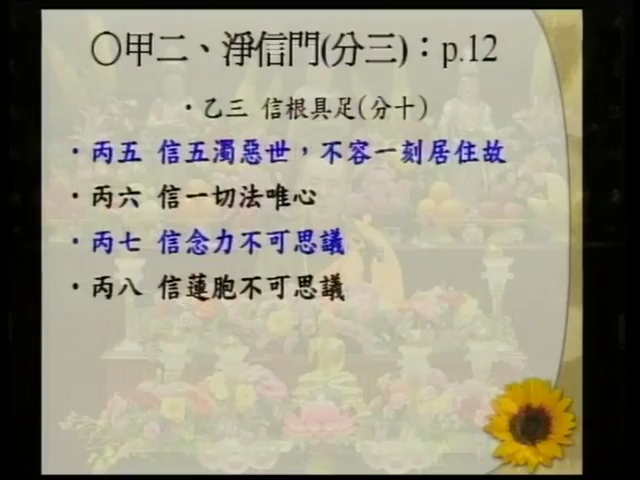 〇甲二、淨信門(分三)：p.12
・乙三 信根具足(分十)
・丙五 信五濁惡世，不容一刻居住故
・丙六 信一切法唯心
・丙七 信念力不可思議
・丙八 信蓮胞不可思議